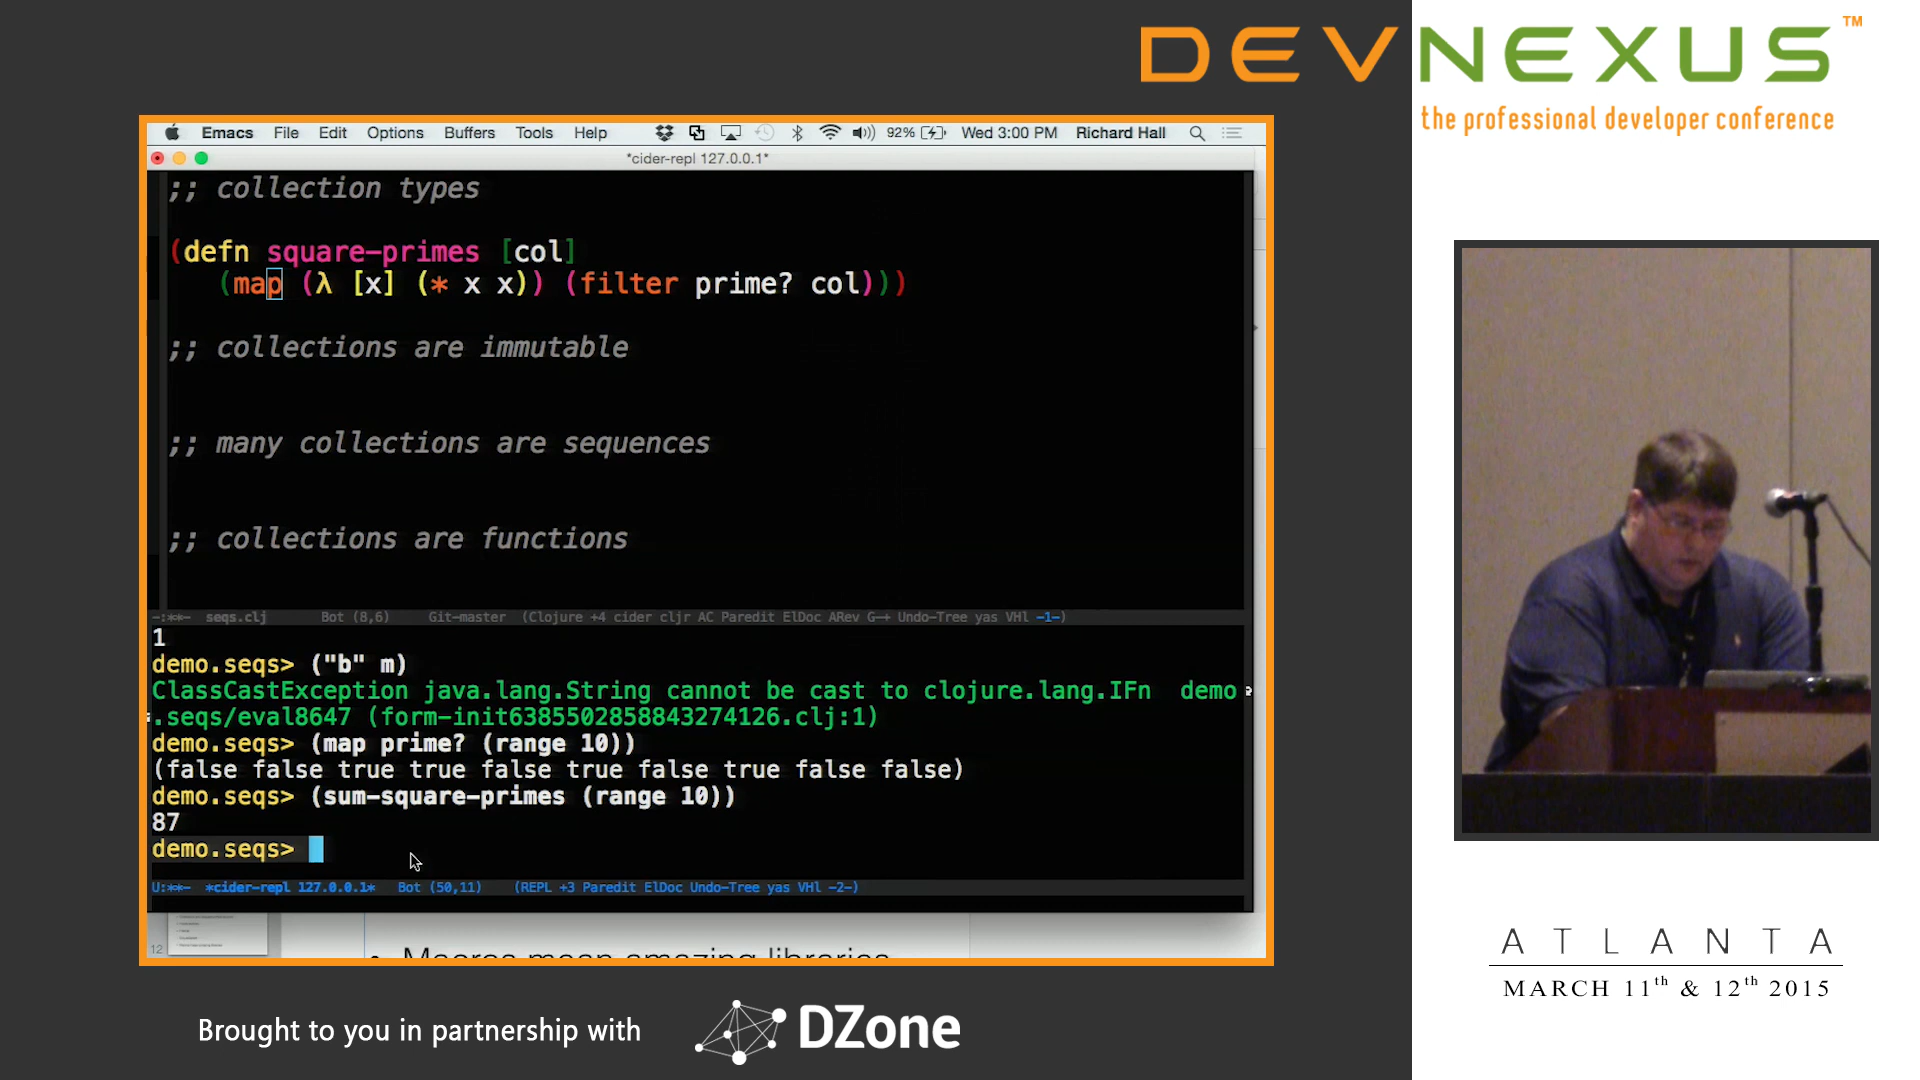 DEVNEXUS™
the professional developer conference
Emacs File Edit Options Buffers Tools Help 92% Wed 3:00 PM Richard Hall
*cider-repl 127.0.0.1*
;; collection types
(defn square-primes [col]
(map (λ [x] (* x x)) (filter prime? col)))
;; collections are immutable
;; many collections are sequences
;; collections are functions
-:**- seqs.clj Bot (8,6) Git-master (Clojure +4 cider cljr AC Paredit ElDoc ARev G-+ Undo-Tree yas VHl -1-)
1
demo.seqs> ("b" m)
ClassCastException java.lang.String cannot be cast to clojure.lang.IFn demo
.seqs/eval8647 (form-init6385502858843274126.clj:1)
demo.seqs> (map prime? (range 10))
(false false true true false true false true false false)
demo.seqs> (sum-square-primes (range 10))
87
demo.seqs>
U:**- *cider-repl 127.0.0.1* Bot (50,11) (REPL +3 Paredit ElDoc Undo-Tree yas VHl -2-)
12
• Macros mean amazing libraries
ATLANTA
MARCH 11th & 12th 2015
Brought to you in partnership with
DZone